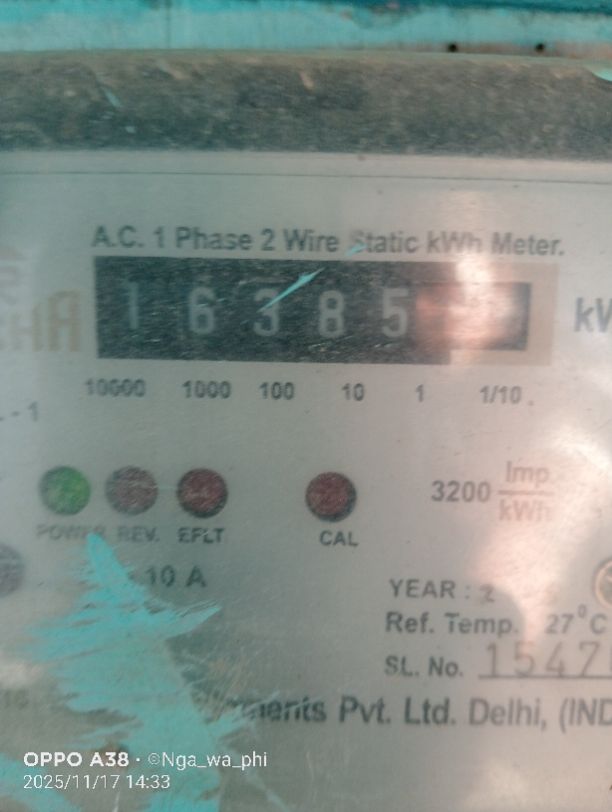 A.C. 1 Phase 2 Wire Static kWh Meter.
1 6 3 8 5
10000 1000 100 10 1 1/10
- 1
POWER REV. EFLT CAL
3200 Imp
kWh
10 A
YEAR :
Ref. Temp. 27°C
SL. No. 1547
Pvt. Ltd. Delhi,
OPPO A38 · ©Nga_wa_phi
2025/11/17 14:33